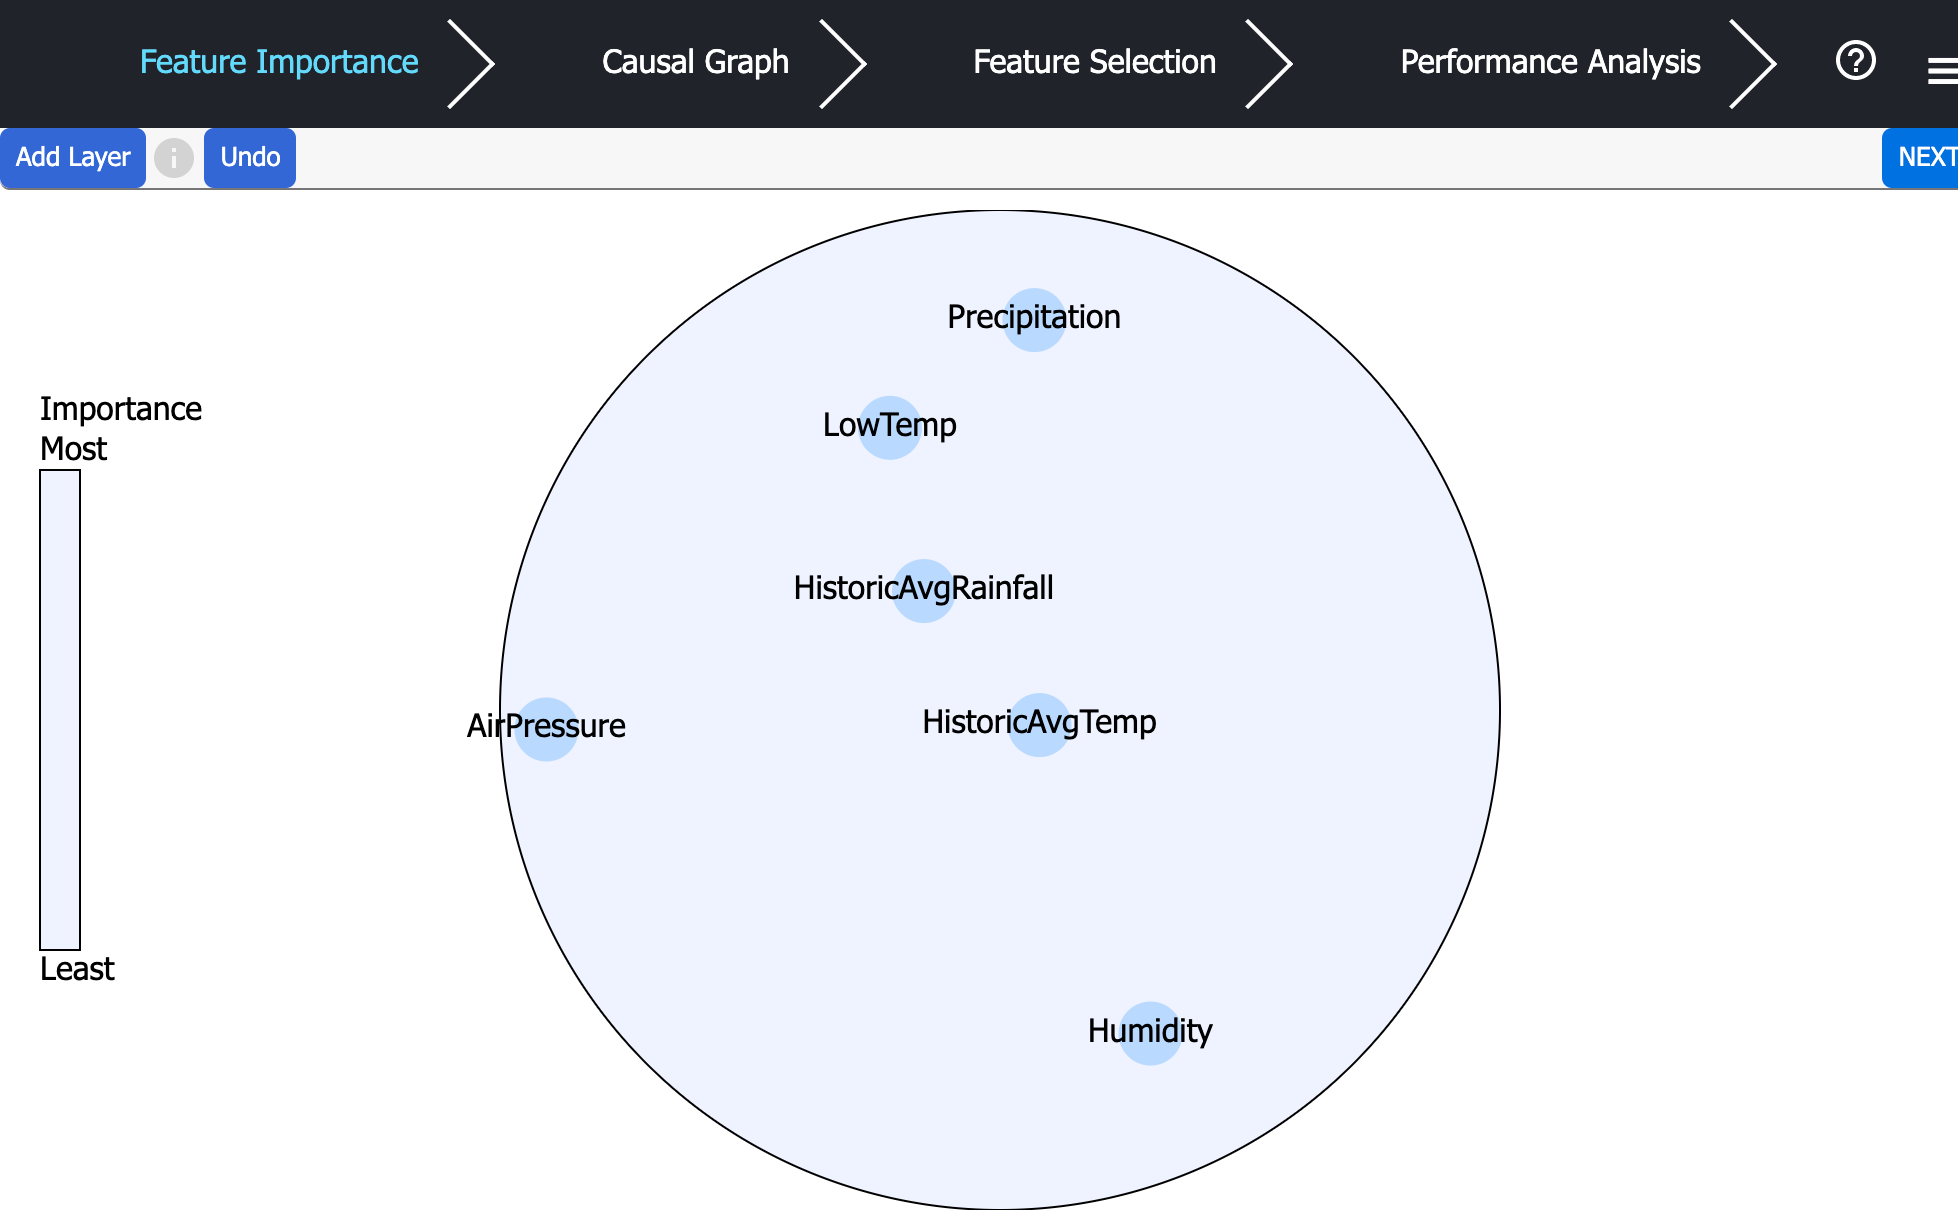 Feature Importance
Causal Graph
Feature Selection
Performance Analysis
Add Layer
Undo
NEXT
Precipitation
Importance
Most
LowTemp
HistoricAvgRainfall
AirPressure
HistoricAvgTemp
Least
Humidity